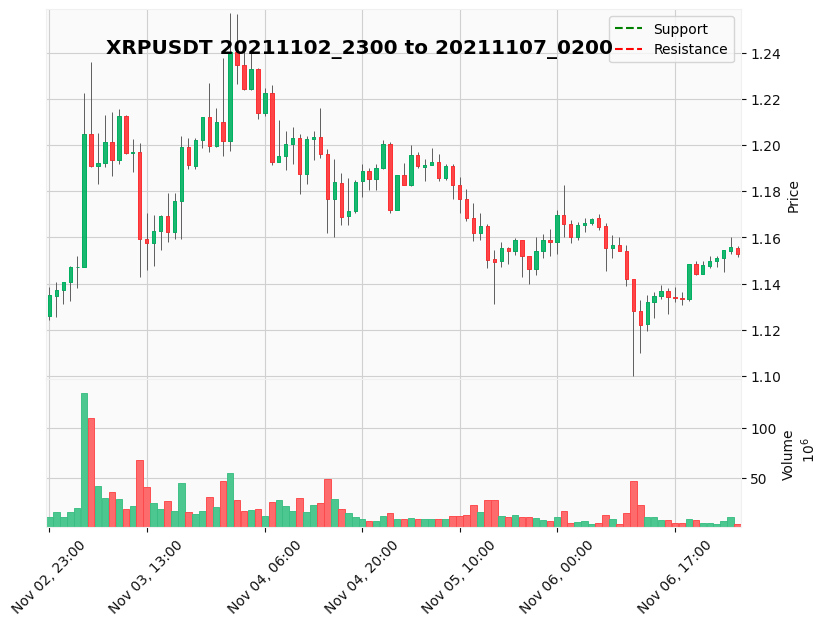 XRPUSDT 20211102_2300 to 20211107_0200
Support
Resistance
1.24
1.22
1.20
1.18
1.16
1.14
1.12
1.10
Price
100
50
Volume
10^6
Nov 02, 23:00
Nov 03, 13:00
Nov 04, 06:00
Nov 04, 20:00
Nov 05, 10:00
Nov 06, 00:00
Nov 06, 17:00